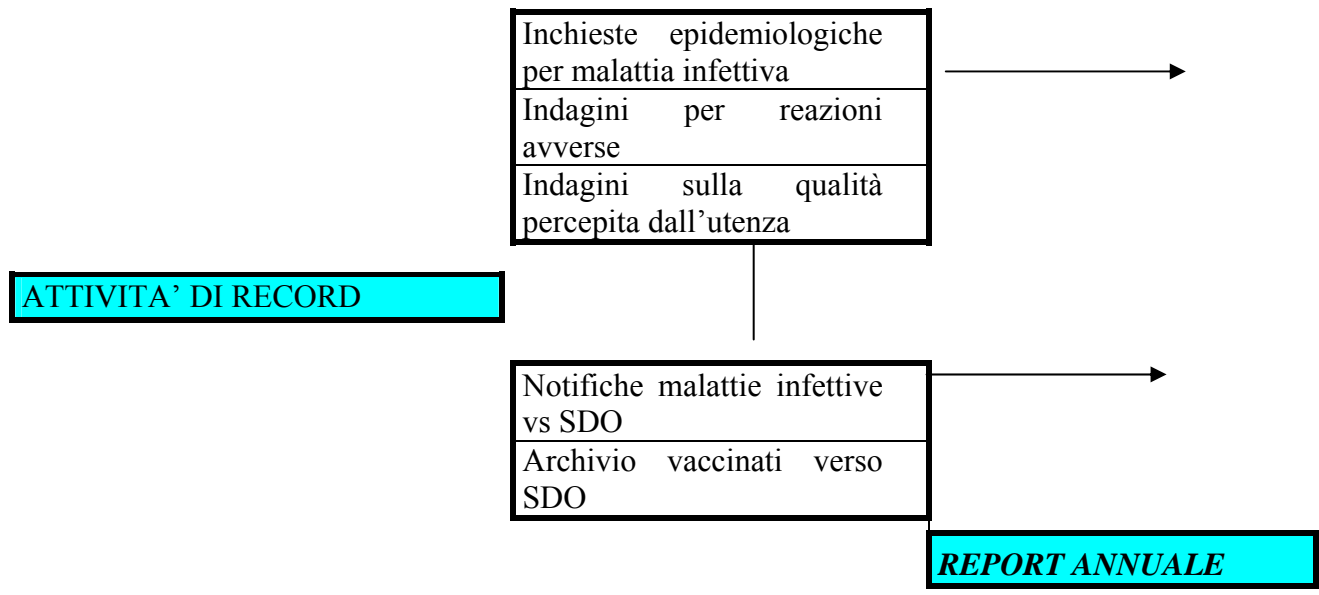 Inchieste epidemiologiche
per malattia infettiva
Indagini per reazioni
avverse
Indagini sulla qualità
percepita dall’utenza
ATTIVITA’ DI RECORD
Notifiche malattie infettive
vs SDO
Archivio vaccinati verso
SDO
REPORT ANNUALE